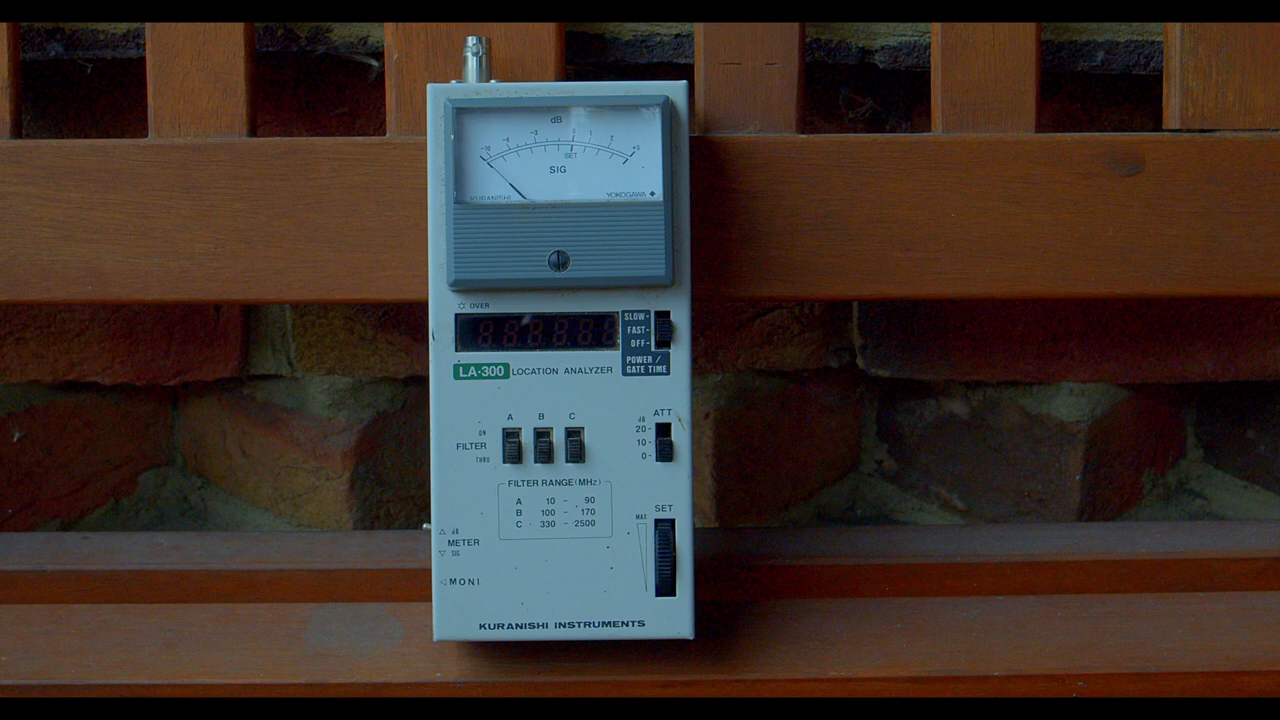 dB
-10 -6 -3 0 1 2 +3
SET
SIG
KURANISHI YOKOGAWA
OVER
SLOW-
FAST-
OFF-
POWER /
GATE TIME
LA-300 LOCATION ANALYZER
A B C
ON
FILTER
THRU
ATT
dB
20-
10-
0-
FILTER RANGE (MHz)
A 10 - 90
B 100 - 170
C · 330 - 2500
SET
MAX
△ dB
METER
▽ SIG
◁ MONI
KURANISHI INSTRUMENTS